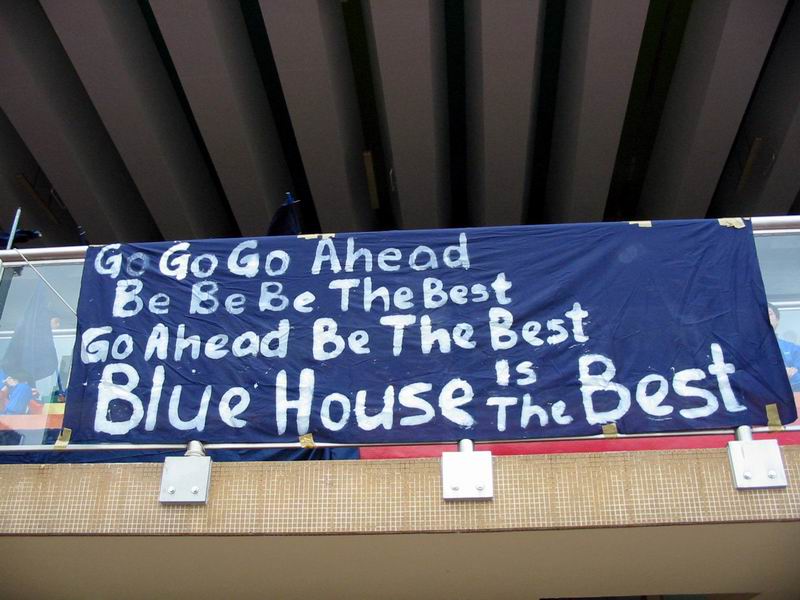 Go Go Go Ahead
Be Be Be The Best
Go Ahead Be The Best
Blue House Is The Best